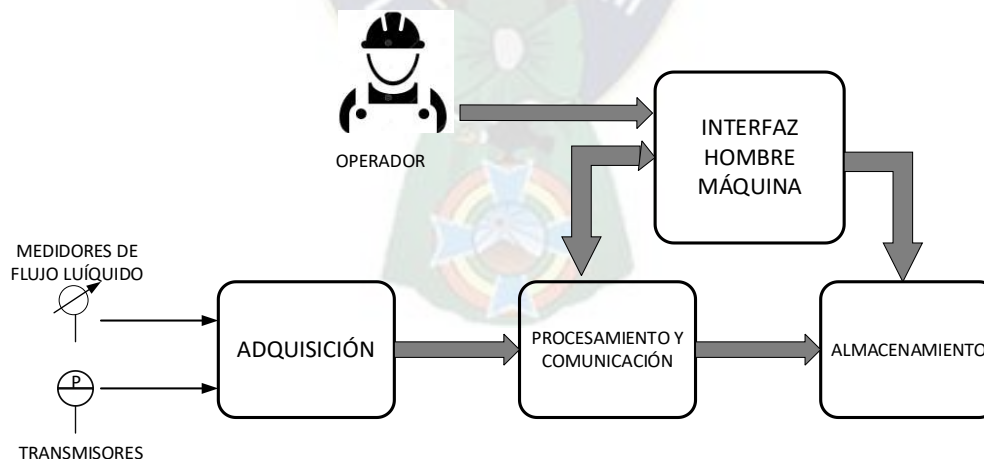 OPERADOR
INTERFAZ
HOMBRE
MÁQUINA
MEDIDORES DE
FLUJO LUÍQUIDO
P
TRANSMISORES
ADQUISICIÓN
PROCESAMIENTO Y
COMUNICACIÓN
ALMACENAMIENTO